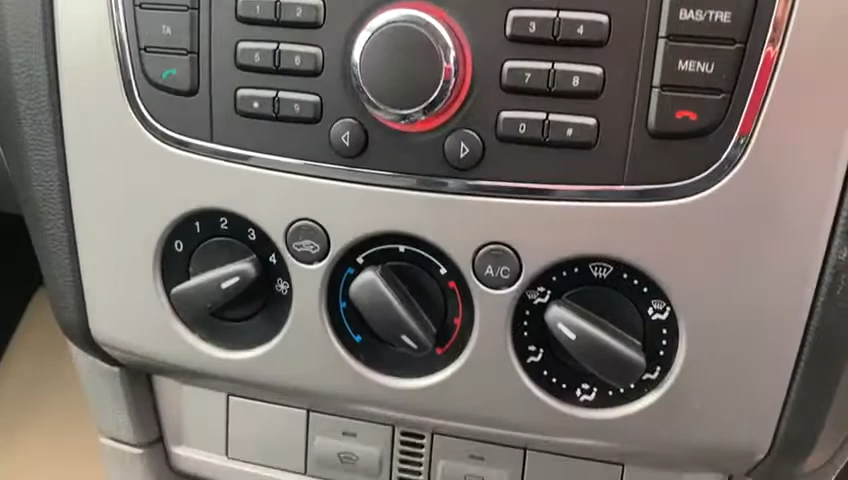 1 2 3 4 BAS/TRE
TA 5 6 7 8 MENU
* 9 0 #
0 1 2 3 4
A/C